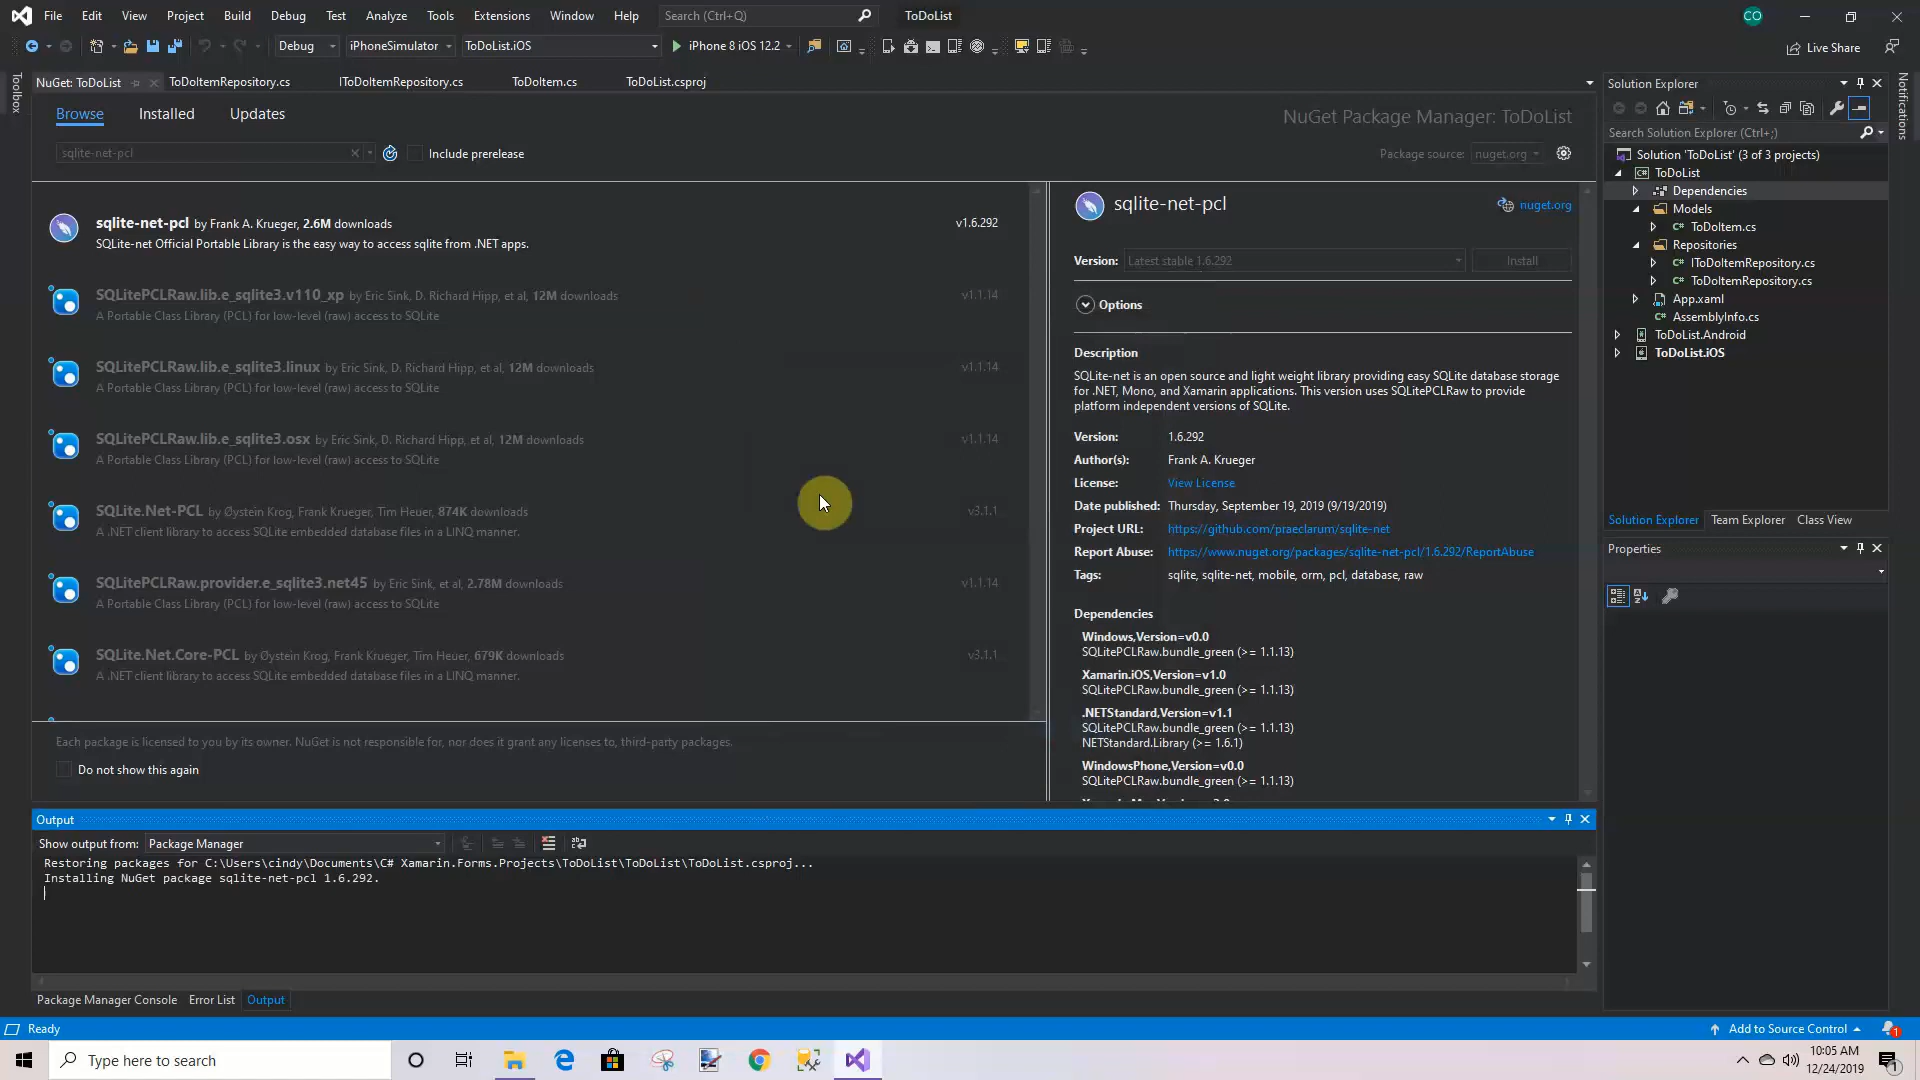 File Edit View Project Build Debug Test Analyze Tools Extensions Window Help Search (Ctrl+Q) ToDoList CO
Debug iPhoneSimulator ToDoList.iOS iPhone 8 iOS 12.2 Live Share
Toolbox
NuGet: ToDoList ToDoItemRepository.cs IToDoItemRepository.cs ToDoItem.cs ToDoList.csproj
Browse Installed Updates
NuGet Package Manager: ToDoList
sqlite-net-pcl Include prerelease
Package source: nuget.org
sqlite-net-pcl by Frank A. Krueger, 2.6M downloads v1.6.292
SQLite-net Official Portable Library is the easy way to access sqlite from .NET apps.
SQLitePCLRaw.lib.e_sqlite3.v110_xp by Eric Sink, D. Richard Hipp, et al, 12M downloads v1.1.14
A Portable Class Library (PCL) for low-level (raw) access to SQLite
SQLitePCLRaw.lib.e_sqlite3.linux by Eric Sink, D. Richard Hipp, et al, 12M downloads v1.1.14
A Portable Class Library (PCL) for low-level (raw) access to SQLite
SQLitePCLRaw.lib.e_sqlite3.osx by Eric Sink, D. Richard Hipp, et al, 12M downloads v1.1.14
A Portable Class Library (PCL) for low-level (raw) access to SQLite
SQLite.Net-PCL by Øystein Krog, Frank Krueger, Tim Heuer, 874K downloads v3.1.1
A .NET client library to access SQLite embedded database files in a LINQ manner.
SQLitePCLRaw.provider.e_sqlite3.net45 by Eric Sink, et al, 2.78M downloads v1.1.14
A Portable Class Library (PCL) for low-level (raw) access to SQLite
SQLite.Net.Core-PCL by Øystein Krog, Frank Krueger, Tim Heuer, 679K downloads v3.1.1
A .NET client library to access SQLite embedded database files in a LINQ manner.
Each package is licensed to you by its owner. NuGet is not responsible for, nor does it grant any licenses to, third-party packages.
Do not show this again
sqlite-net-pcl nuget.org
Version: Latest stable 1.6.292 Install
Options
Description
SQLite-net is an open source and light weight library providing easy SQLite database storage
for .NET, Mono, and Xamarin applications. This version uses SQLitePCLRaw to provide
platform independent versions of SQLite.
Version: 1.6.292
Author(s): Frank A. Krueger
License: View License
Date published: Thursday, September 19, 2019 (9/19/2019)
Project URL: https://github.com/praeclarum/sqlite-net
Report Abuse: https://www.nuget.org/packages/sqlite-net-pcl/1.6.292/ReportAbuse
Tags: sqlite, sqlite-net, mobile, orm, pcl, database, raw
Dependencies
Windows,Version=v0.0
SQLitePCLRaw.bundle_green (>= 1.1.13)
Xamarin.iOS,Version=v1.0
SQLitePCLRaw.bundle_green (>= 1.1.13)
.NETStandard,Version=v1.1
SQLitePCLRaw.bundle_green (>= 1.1.13)
NETStandard.Library (>= 1.6.1)
WindowsPhone,Version=v0.0
SQLitePCLRaw.bundle_green (>= 1.1.13)
Solution Explorer
Search Solution Explorer (Ctrl+;)
Solution 'ToDoList' (3 of 3 projects)
ToDoList
Dependencies
Models
C# ToDoItem.cs
Repositories
C# IToDoItemRepository.cs
C# ToDoItemRepository.cs
App.xaml
C# AssemblyInfo.cs
ToDoList.Android
ToDoList.iOS
Solution Explorer Team Explorer Class View
Properties
Notifications
Output
Show output from: Package Manager
Restoring packages for C:\Users\cindy\Documents\C# Xamarin.Forms.Projects\ToDoList\ToDoList\ToDoList.csproj...
Installing NuGet package sqlite-net-pcl 1.6.292.
Package Manager Console Error List Output
Ready
Add to Source Control 1
Type here to search
10:05 AM
12/24/2019
1